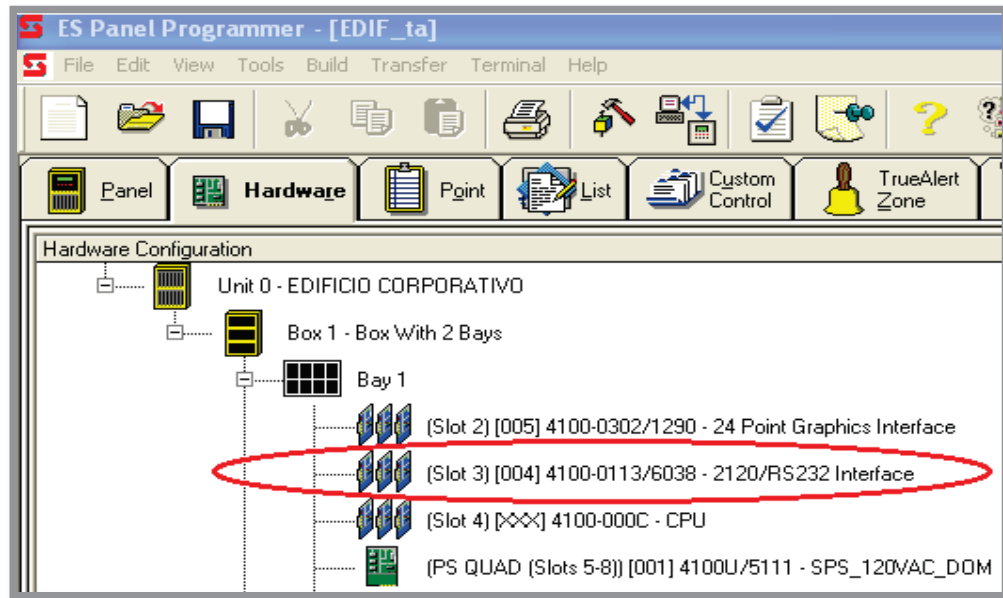 ES Panel Programmer - [EDIF_ta]
File Edit View Tools Build Transfer Terminal Help
Panel Hardware Point List Custom Control TrueAlert Zone
Hardware Configuration
Unit 0 - EDIFICIO CORPORATIVO
Box 1 - Box With 2 Bays
Bay 1
(Slot 2) [005] 4100-0302/1290 - 24 Point Graphics Interface
(Slot 3) [004] 4100-0113/6038 - 2120/RS232 Interface
(Slot 4) [XXX] 4100-000C - CPU
(PS QUAD (Slots 5-8)) [001] 4100U/5111 - SPS_120VAC_DOM